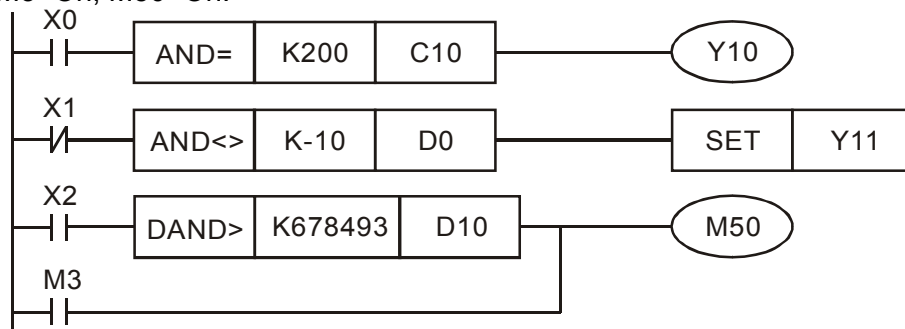 X0
AND= K200 C10 Y10
X1
AND<> K-10 D0 SET Y11
X2
DAND> K678493 D10 M50
M3